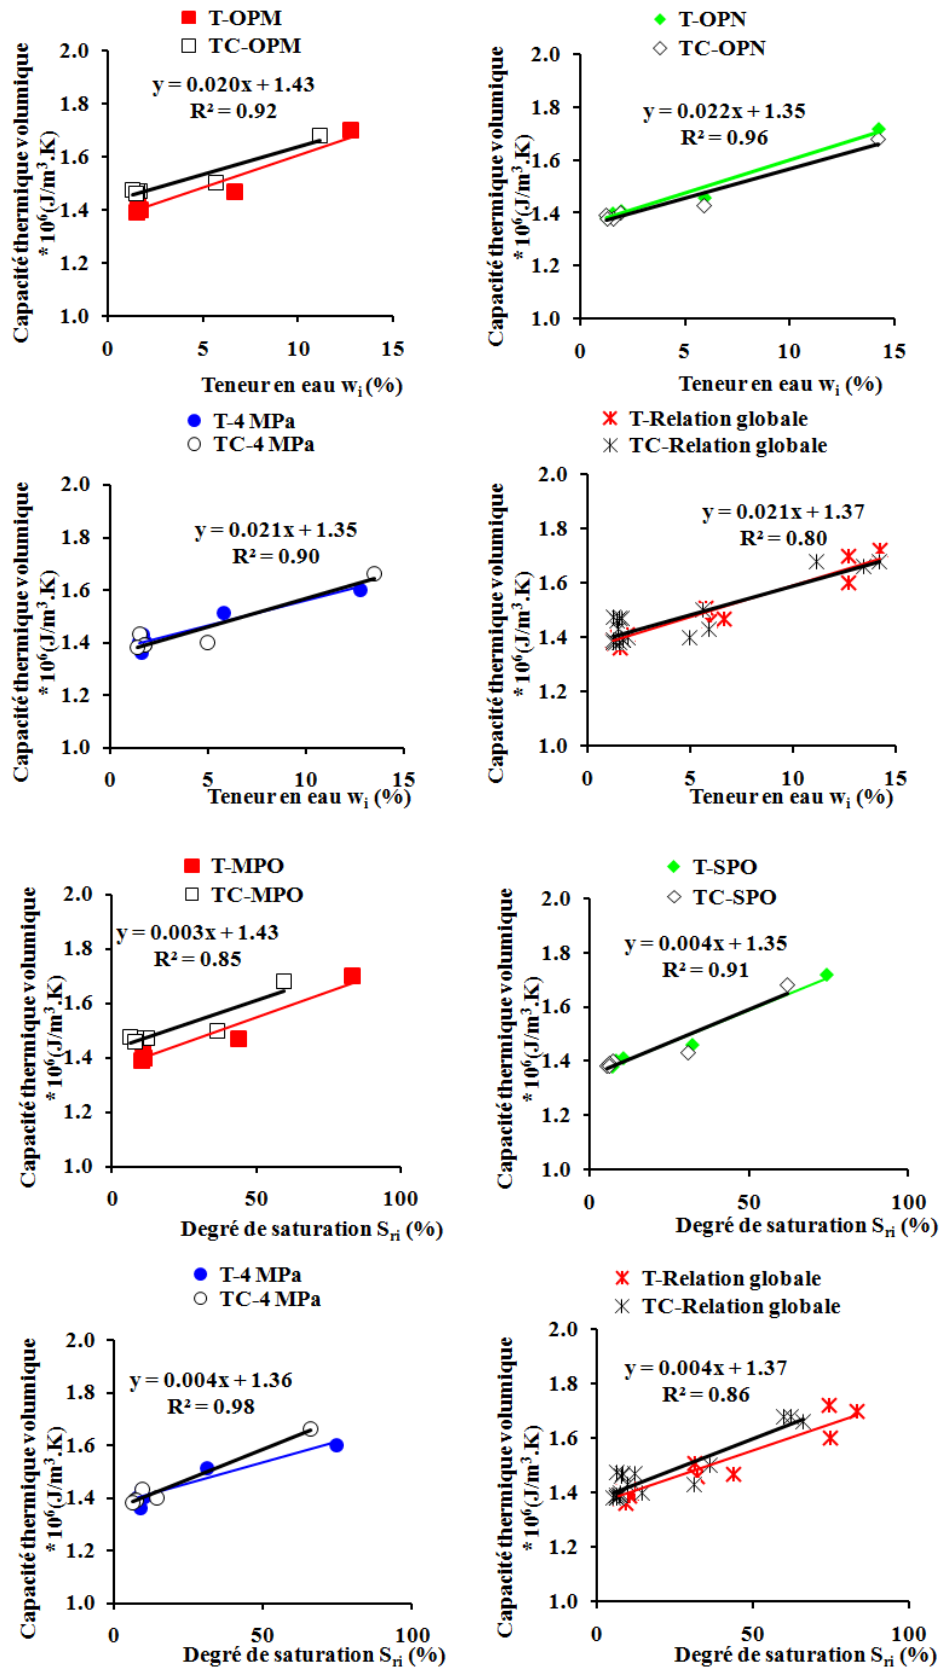 T-OPM
TC-OPM
Capacité thermique volumique
*10⁶(J/m³.K)
2.0
1.8
1.6
1.4
1.2
1.0
y = 0.020x + 1.43
R² = 0.92
0
5
10
15
Teneur en eau wᵢ (%)
T-OPN
TC-OPN
Capacité thermique volumique
*10⁶(J/m³.K)
2.0
1.8
1.6
1.4
1.2
1.0
y = 0.022x + 1.35
R² = 0.96
0
5
10
15
Teneur en eau wᵢ (%)
T-4 MPa
TC-4 MPa
Capacité thermique volumique
*10⁶(J/m³.K)
2.0
1.8
1.6
1.4
1.2
1.0
y = 0.021x + 1.35
R² = 0.90
0
5
10
15
Teneur en eau wᵢ (%)
T-Relation globale
TC-Relation globale
Capacité thermique volumique
*10⁶(J/m³.K)
2.0
1.8
1.6
1.4
1.2
1.0
y = 0.021x + 1.37
R² = 0.80
0
5
10
15
Teneur en eau wᵢ (%)
T-MPO
TC-MPO
Capacité thermique volumique
*10⁶(J/m³.K)
2.0
1.8
1.6
1.4
1.2
1.0
y = 0.003x + 1.43
R² = 0.85
0
50
100
Degré de saturation Sᵣᵢ (%)
T-SPO
TC-SPO
Capacité thermique volumique
*10⁶(J/m³.K)
2.0
1.8
1.6
1.4
1.2
1.0
y = 0.004x + 1.35
R² = 0.91
0
50
100
Degré de saturation Sᵣᵢ (%)
T-4 MPa
TC-4 MPa
Capacité thermique volumique
*10⁶(J/m³.K)
2.0
1.8
1.6
1.4
1.2
1.0
y = 0.004x + 1.36
R² = 0.98
0
50
100
Degré de saturation Sᵣᵢ (%)
T-Relation globale
TC-Relation globale
Capacité thermique volumique
*10⁶(J/m³.K)
2.0
1.8
1.6
1.4
1.2
1.0
y = 0.004x + 1.37
R² = 0.86
0
50
100
Degré de saturation Sᵣᵢ (%)